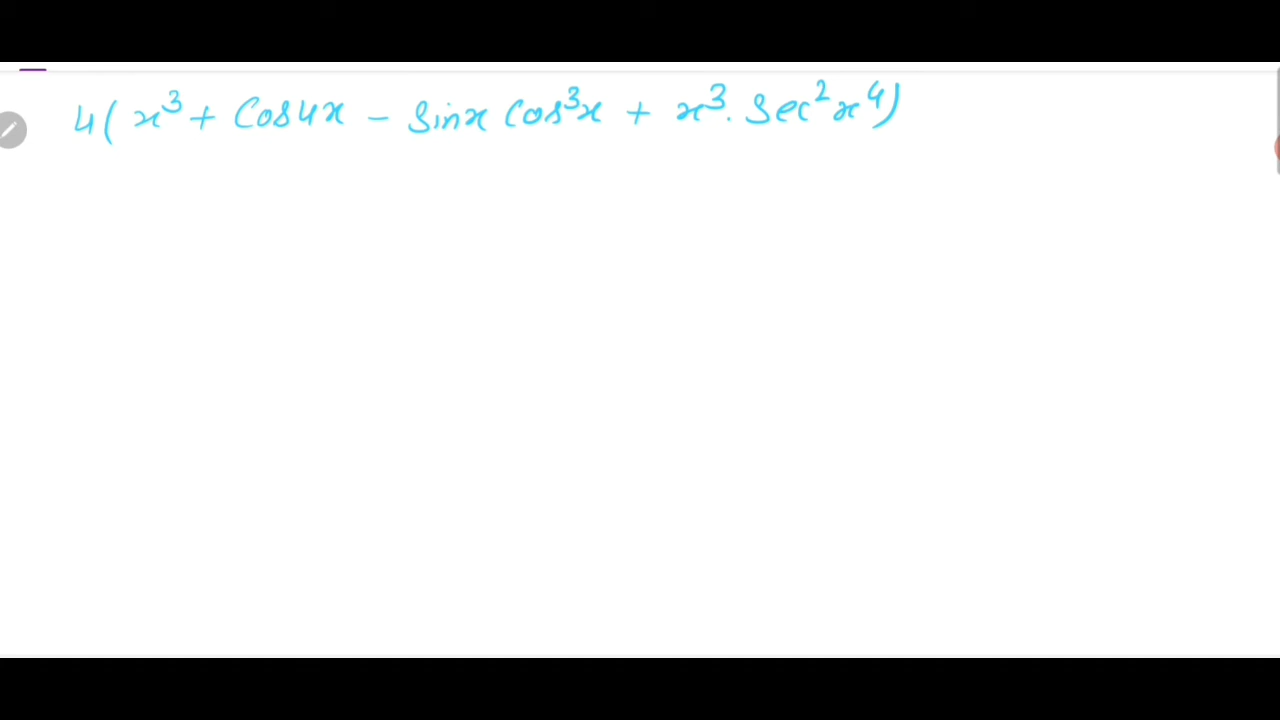 4( x³ + Cos4x - Sinx Cos³x + x³. Sec²x⁴)